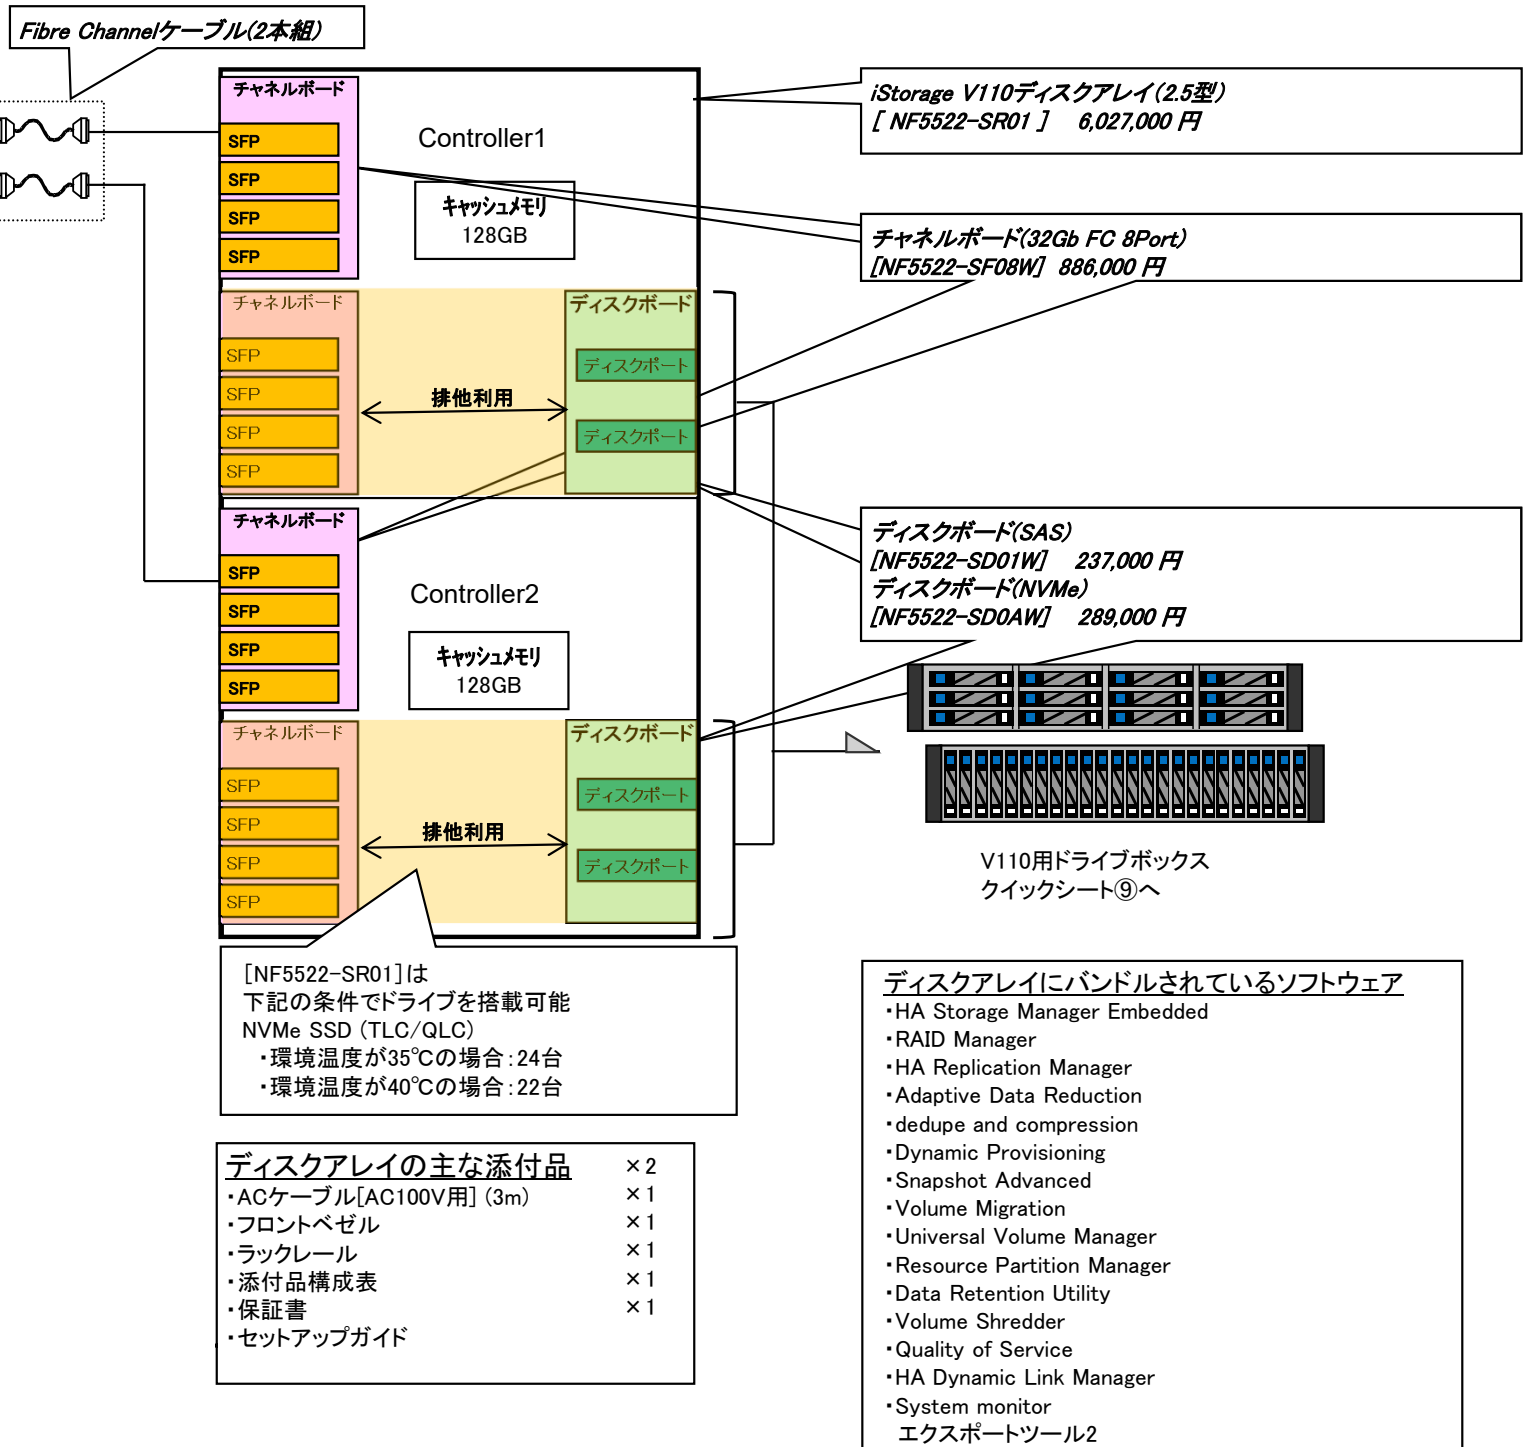 Fibre Channelケーブル(2本組)
チャネルボード
SFP
SFP
SFP
SFP
Controller1
キャッシュメモリ
128GB
iStorage V110ディスクアレイ(2.5型)
[ NF5522-SR01 ] 6,027,000 円
チャネルボード(32Gb FC 8Port)
[NF5522-SF08W] 886,000 円
チャネルボード
SFP
SFP
SFP
SFP
排他利用
ディスクボード
ディスクポート
ディスクポート
チャネルボード
SFP
SFP
SFP
SFP
Controller2
キャッシュメモリ
128GB
ディスクボード(SAS)
[NF5522-SD01W] 237,000 円
ディスクボード(NVMe)
[NF5522-SD0AW] 289,000 円
チャネルボード
SFP
SFP
SFP
SFP
排他利用
ディスクボード
ディスクポート
ディスクポート
V110用ドライブボックス
クイックシート⑨へ
[NF5522-SR01]は
下記の条件でドライブを搭載可能
NVMe SSD (TLC/QLC)
・環境温度が35℃の場合:24台
・環境温度が40℃の場合:22台
ディスクアレイの主な添付品 ×2
・ACケーブル[AC100V用] (3m) ×1
・フロントベゼル ×1
・ラックレール ×1
・添付品構成表 ×1
・保証書 ×1
・セットアップガイド
ディスクアレイにバンドルされているソフトウェア
・HA Storage Manager Embedded
・RAID Manager
・HA Replication Manager
・Adaptive Data Reduction
・dedupe and compression
・Dynamic Provisioning
・Snapshot Advanced
・Volume Migration
・Universal Volume Manager
・Resource Partition Manager
・Data Retention Utility
・Volume Shredder
・Quality of Service
・HA Dynamic Link Manager
・System monitor
エクスポートツール2